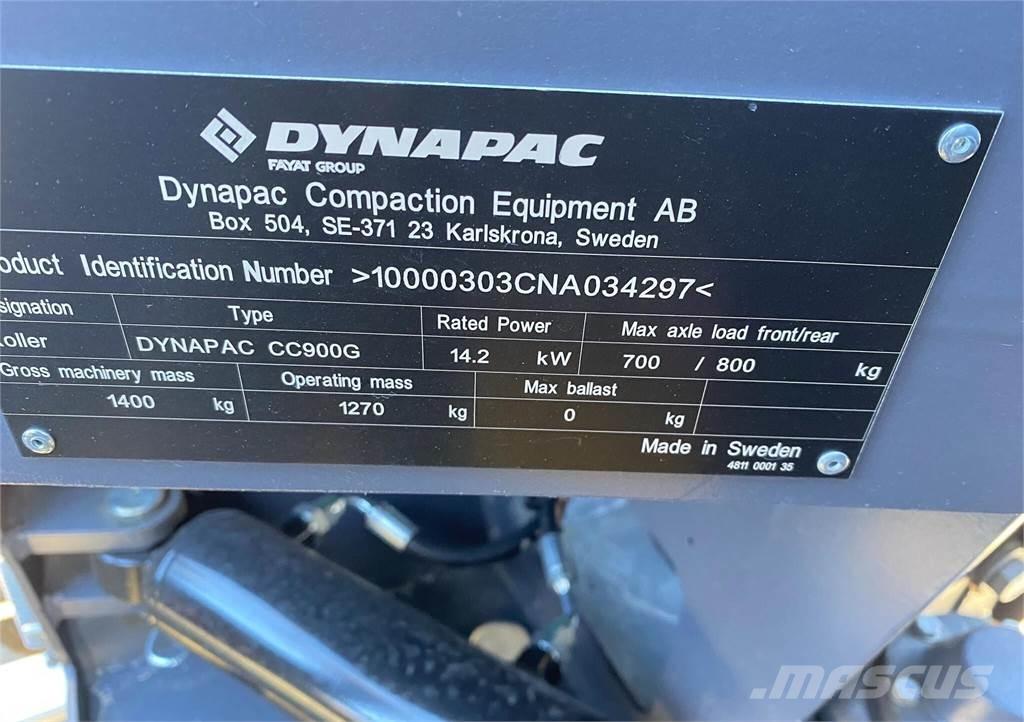 DYNAPAC
FAYAT GROUP
Dynapac Compaction Equipment AB
Box 504, SE-371 23 Karlskrona, Sweden
oduct Identification Number >10000303CNA034297<
signation Type Rated Power Max axle load front/rear
oller DYNAPAC CC900G 14.2 kW 700 / 800 kg
Gross machinery mass Operating mass Max ballast
1400 kg 1270 kg 0 kg
Made in Sweden
4811 0001 35
MASCUS